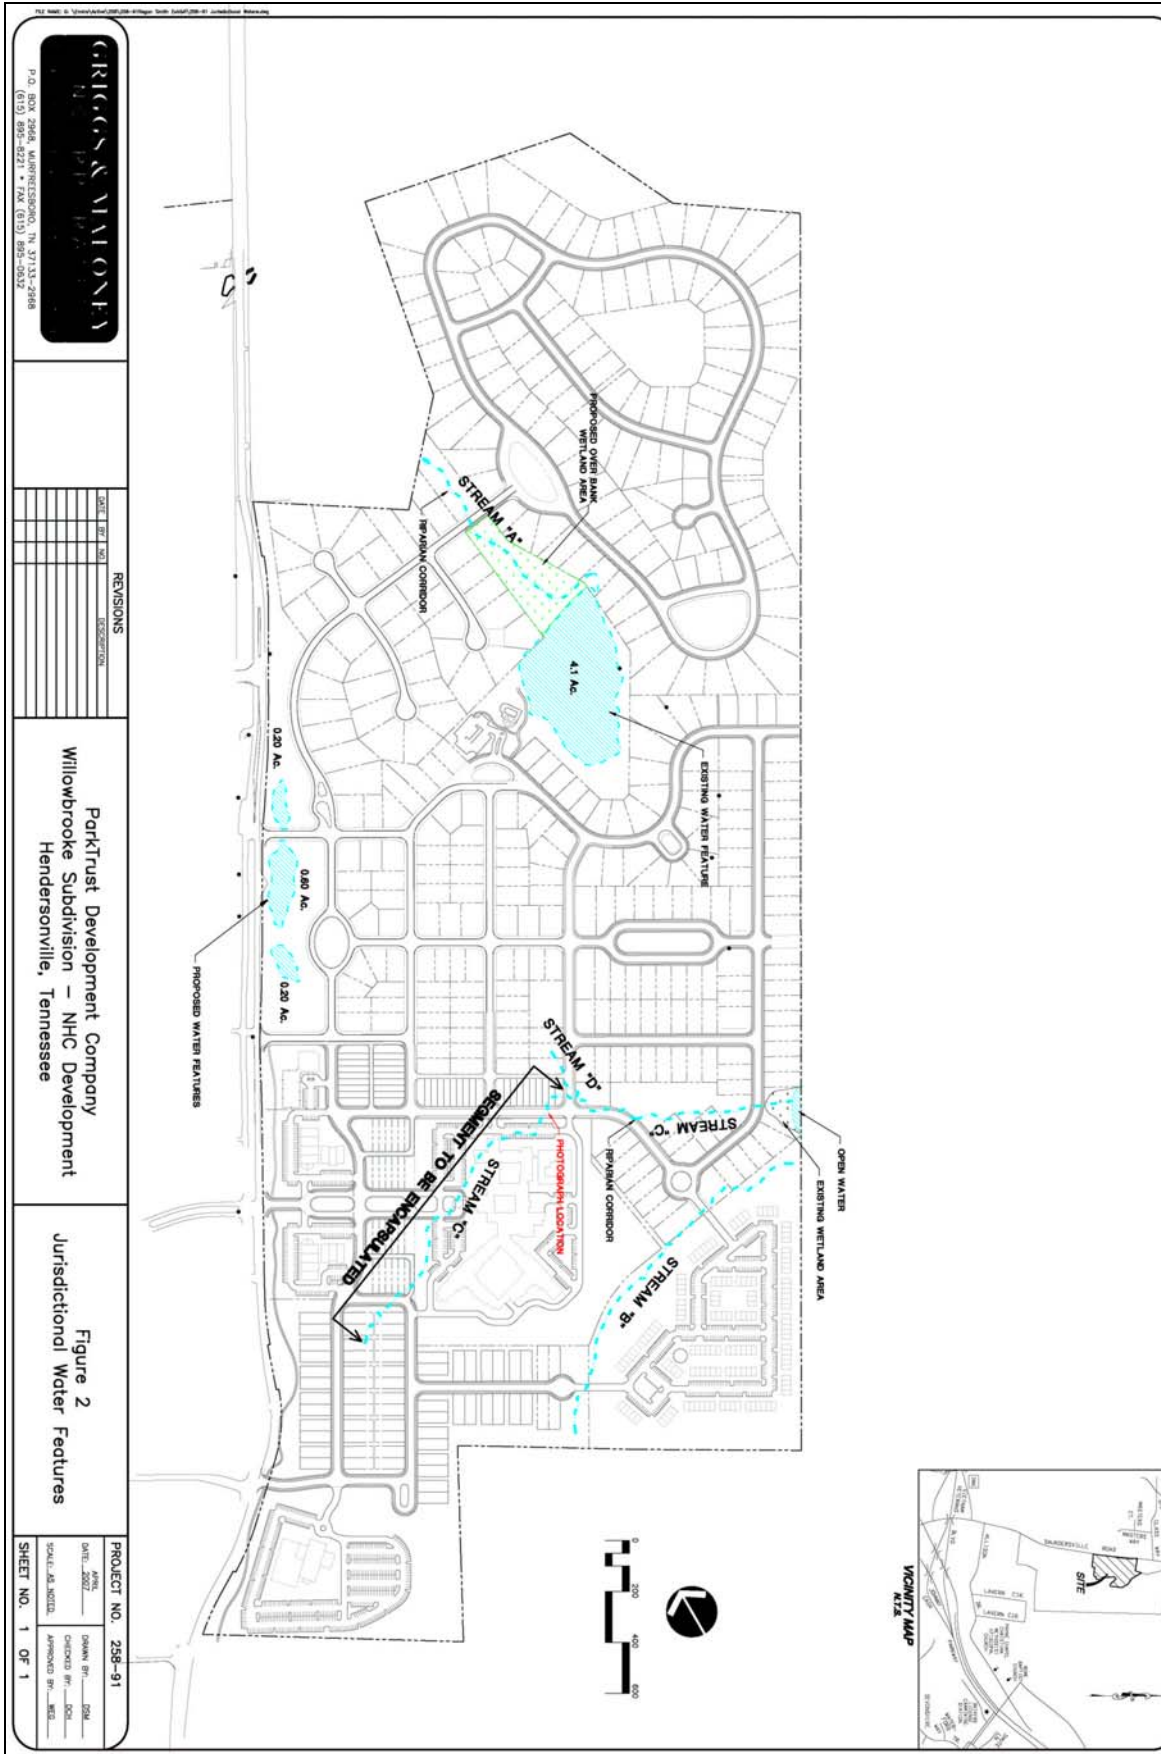 GRIGGS & MALONEY
P.O. BOX 2968, MURFREESBORO, TN 37133-2968
(615) 895-8221 * FAX (615) 895-0632
REVISIONS
DATE BY NO. DESCRIPTION
ParkTrust Development Company
Willowbrooke Subdivision - NHC Development
Hendersonville, Tennessee
Figure 2
Jurisdictional Water Features
PROJECT NO. 258-91
DATE: APRIL 2007
DRAWN BY: DSM
CHECKED BY: DCH
SCALE: AS NOTED
APPROVED BY: WEG
SHEET NO. 1 OF 1
PROPOSED OVER BANK
WETLAND AREA
STREAM "A"
RIPARIAN CORRIDOR
4.1 Ac.
EXISTING WATER FEATURE
0.20 Ac.
0.60 Ac.
0.20 Ac.
PROPOSED WATER FEATURES
STREAM "D"
SEGMENT TO BE ENCAPSULATED
STREAM "C"
PHOTOGRAPH LOCATION
RIPARIAN CORRIDOR
STREAM "C"
STREAM "B"
OPEN WATER
EXISTING WETLAND AREA
0 200 400 600
VICINITY MAP
N.T.S.
SITE
SAUNDERSVILLE ROAD